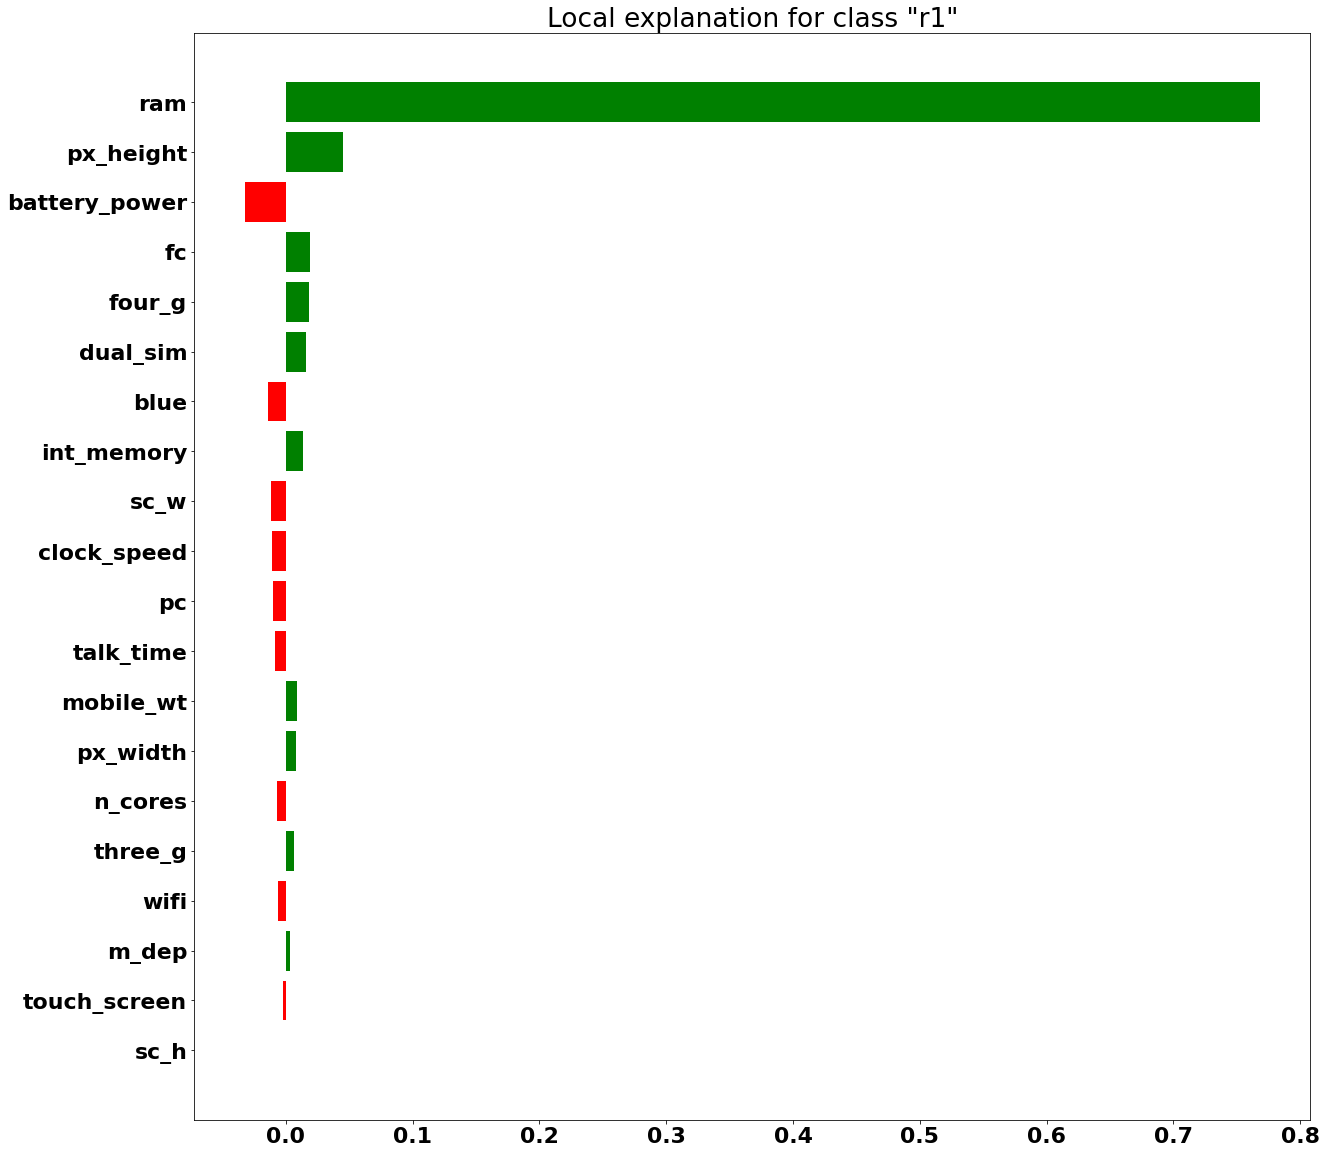 Local explanation for class "r1"
ram
px_height
battery_power
fc
four_g
dual_sim
blue
int_memory
sc_w
clock_speed
pc
talk_time
mobile_wt
px_width
n_cores
three_g
wifi
m_dep
touch_screen
sc_h
0.0 0.1 0.2 0.3 0.4 0.5 0.6 0.7 0.8